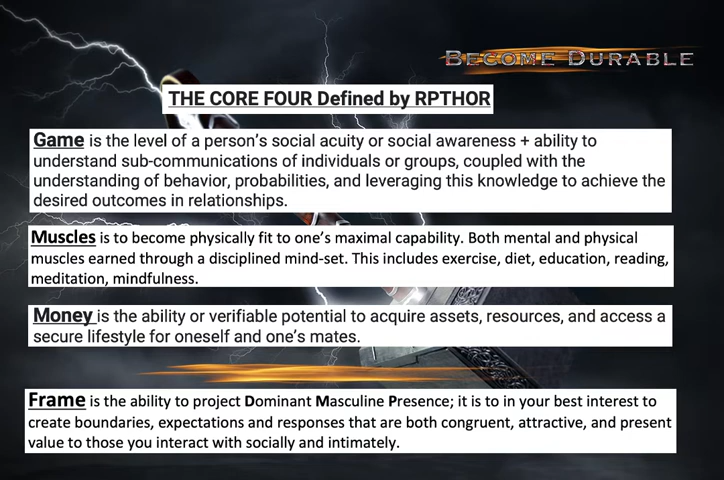 BECOME DURABLE
THE CORE FOUR Defined by RPTHOR
Game is the level of a person's social acuity or social awareness + ability to
understand sub-communications of individuals or groups, coupled with the
understanding of behavior, probabilities, and leveraging this knowledge to achieve the
desired outcomes in relationships.
Muscles is to become physically fit to one's maximal capability. Both mental and physical
muscles earned through a disciplined mind-set. This includes exercise, diet, education, reading,
meditation, mindfulness.
Money is the ability or verifiable potential to acquire assets, resources, and access a
secure lifestyle for oneself and one's mates.
Frame is the ability to project Dominant Masculine Presence; it is to in your best interest to
create boundaries, expectations and responses that are both congruent, attractive, and present
value to those you interact with socially and intimately.